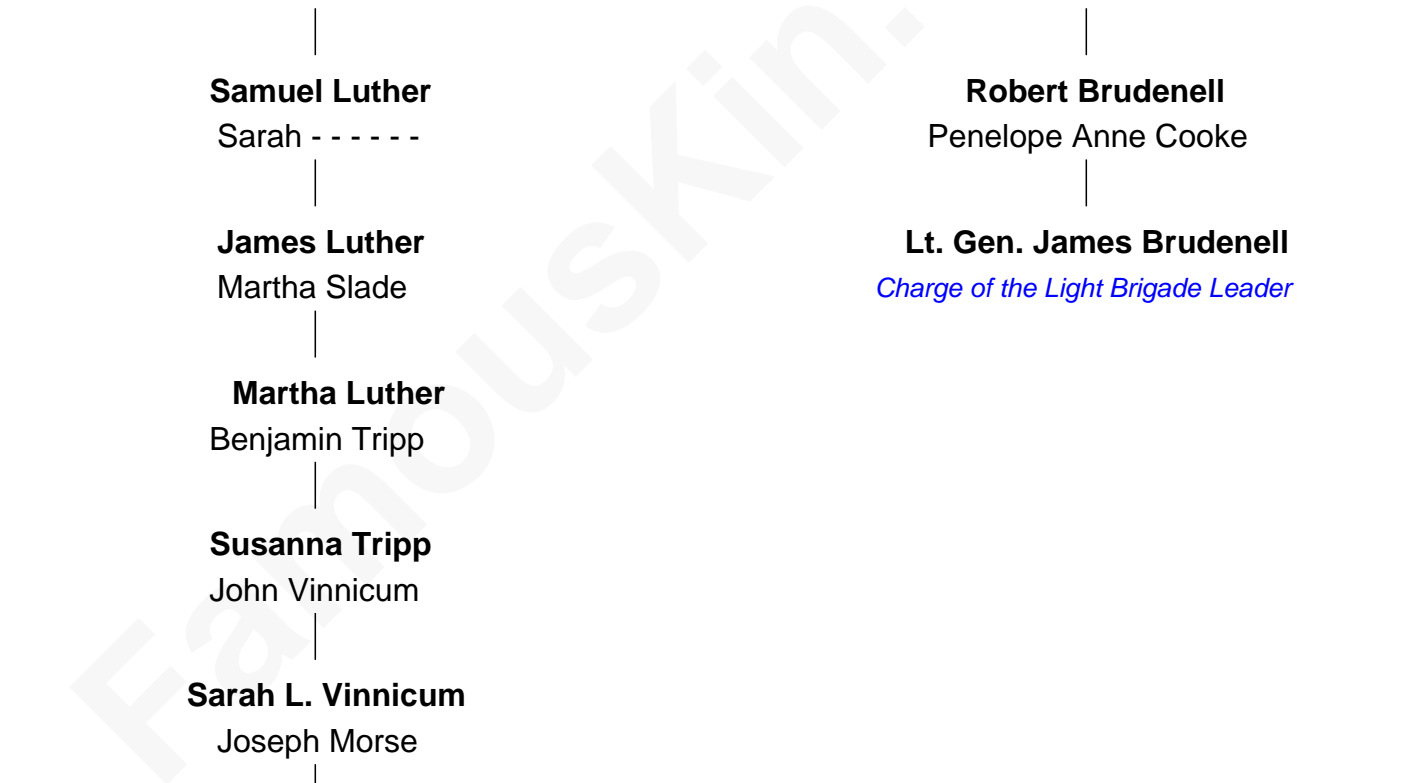 Samuel Luther
Sarah - - - - - -
James Luther
Martha Slade
Martha Luther
Benjamin Tripp
Susanna Tripp
John Vinnicum
Sarah L. Vinnicum
Joseph Morse
Robert Brudenell
Penelope Anne Cooke
Lt. Gen. James Brudenell
Charge of the Light Brigade Leader
FamousKin.